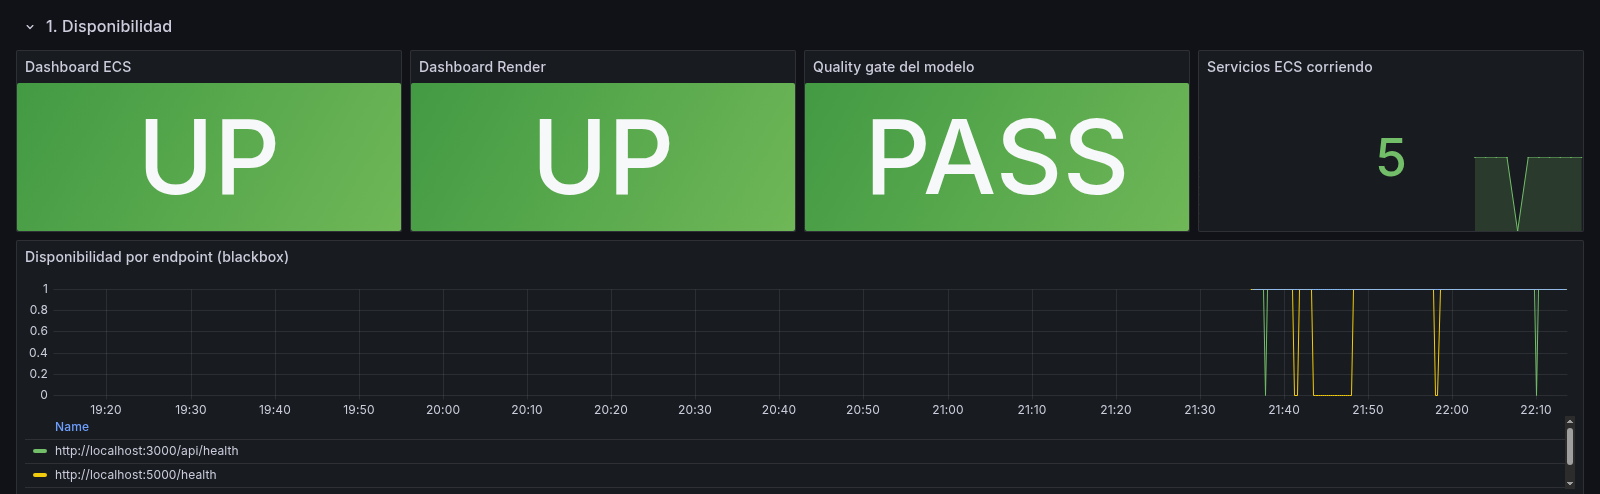 1. Disponibilidad
Dashboard ECS
Dashboard Render
Quality gate del modelo
Servicios ECS corriendo
UP
UP
PASS
5
Disponibilidad por endpoint (blackbox)
1
0.8
0.6
0.4
0.2
0
19:20 19:30 19:40 19:50 20:00 20:10 20:20 20:30 20:40 20:50 21:00 21:10 21:20 21:30 21:40 21:50 22:00 22:10
Name
http://localhost:3000/api/health
http://localhost:5000/health